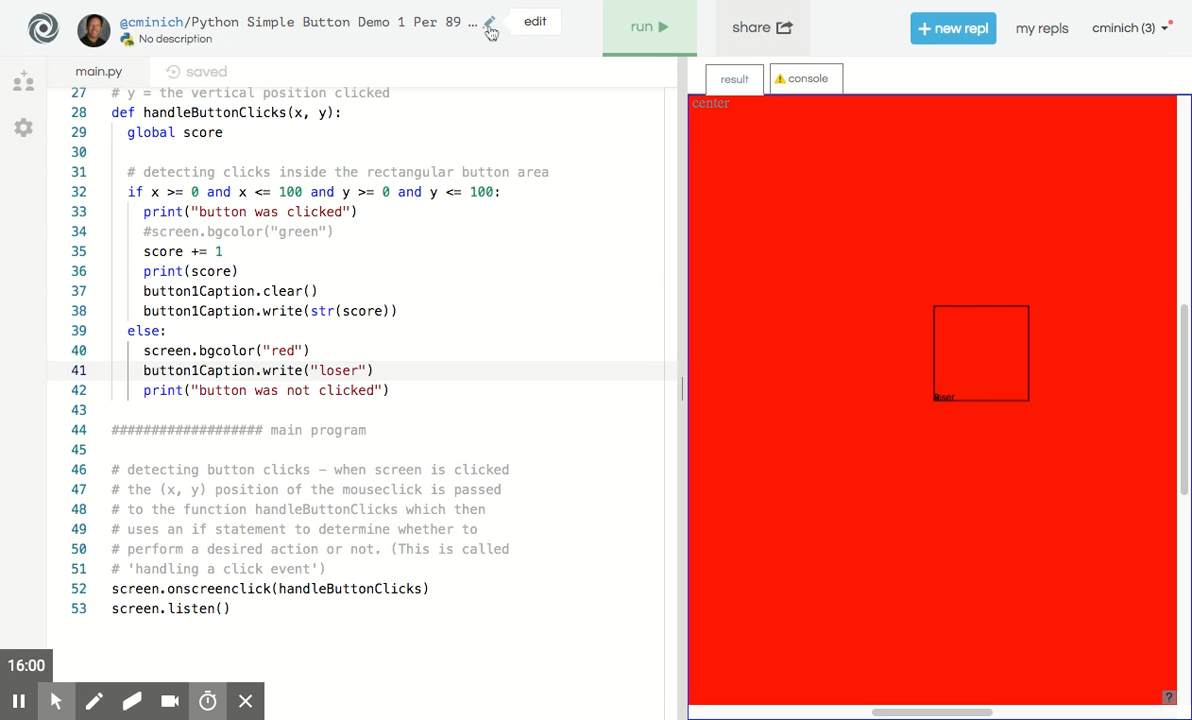 @cminich/Python Simple Button Demo 1 Per 89 ...
No description
edit
run
share
+ new repl
my repls
cminich (3)
main.py
saved
result
console
27 # y = the vertical position clicked
28 def handleButtonClicks(x, y):
29 global score
30
31 # detecting clicks inside the rectangular button area
32 if x >= 0 and x <= 100 and y >= 0 and y <= 100:
33 print("button was clicked")
34 #screen.bgcolor("green")
35 score += 1
36 print(score)
37 button1Caption.clear()
38 button1Caption.write(str(score))
39 else:
40 screen.bgcolor("red")
41 button1Caption.write("loser")
42 print("button was not clicked")
43
44 ################### main program
45
46 # detecting button clicks – when screen is clicked
47 # the (x, y) position of the mouseclick is passed
48 # to the function handleButtonClicks which then
49 # uses an if statement to determine whether to
50 # perform a desired action or not. (This is called
51 # 'handling a click event')
52 screen.onscreenclick(handleButtonClicks)
53 screen.listen()
center
loser
?
16:00